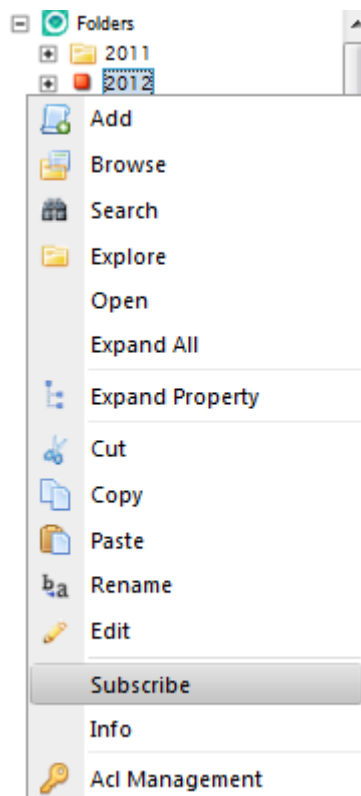 Folders
2011
2012
Add
Browse
Search
Explore
Open
Expand All
Expand Property
Cut
Copy
Paste
Rename
Edit
Subscribe
Info
Acl Management